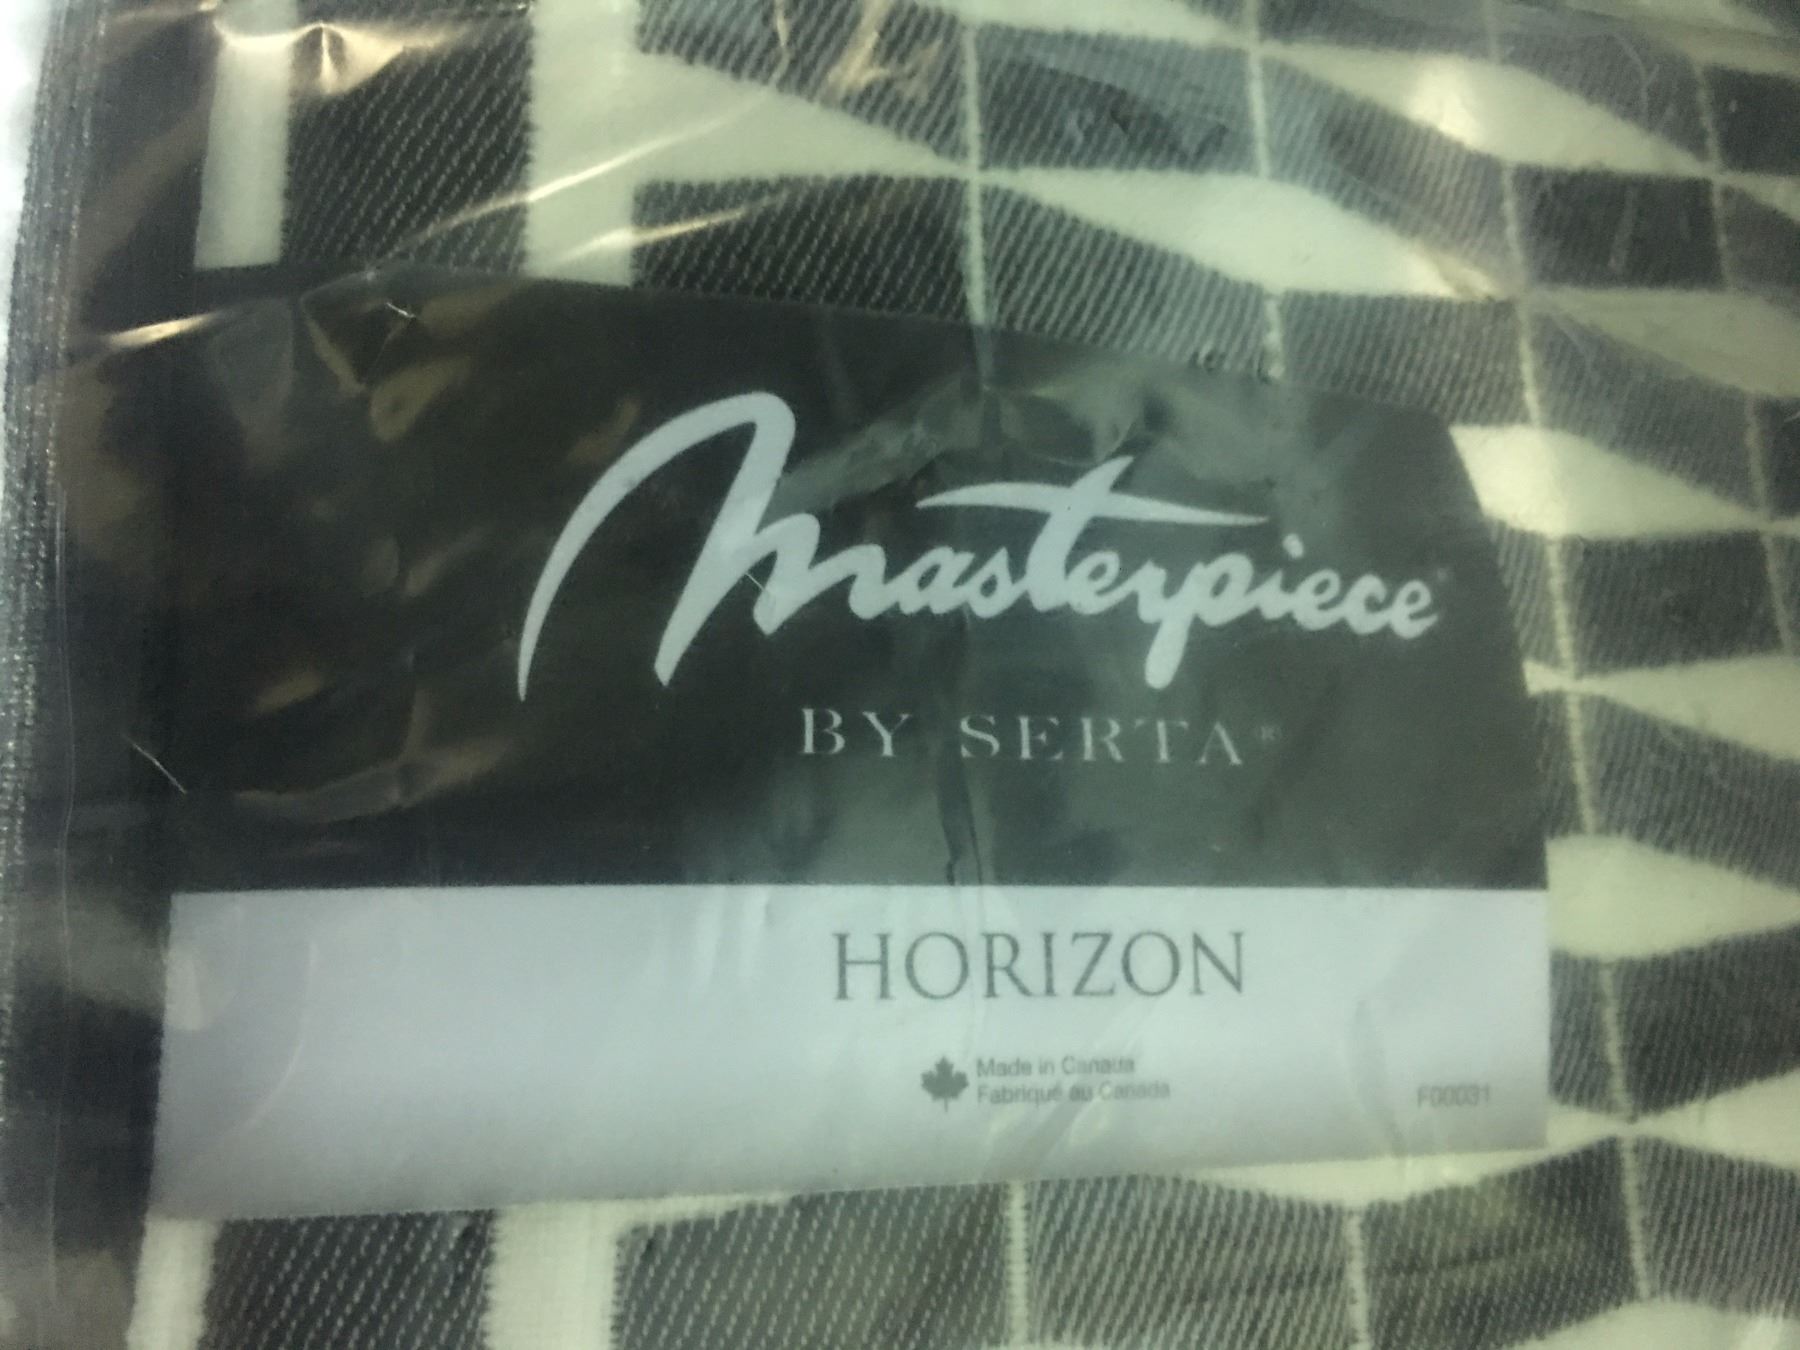 Masterpiece
BY SERTA®
HORIZON
Made in Canada
Fabriqué au Canada
F00031